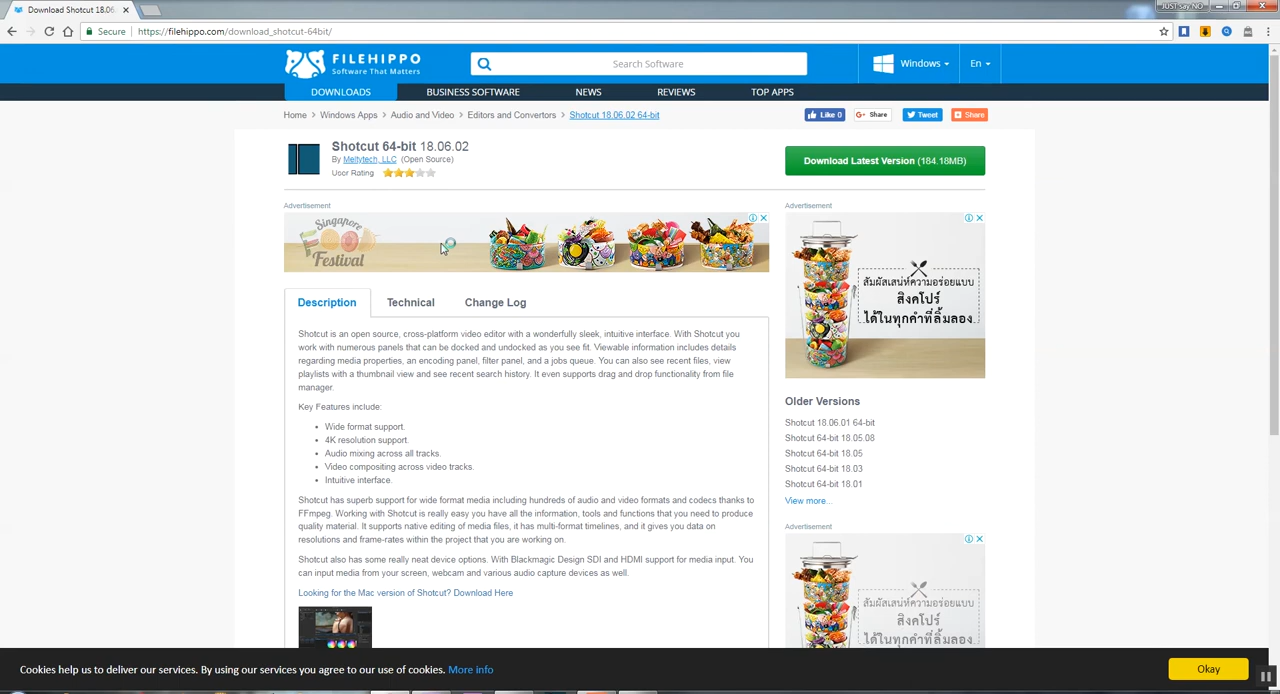 Download Shotcut 18.06.
JUST say NO
Secure
https://filehippo.com/download_shotcut-64bit/
FILEHIPPO
Software That Matters
Search Software
Windows
En
DOWNLOADS
BUSINESS SOFTWARE
NEWS
REVIEWS
TOP APPS
Home > Windows Apps > Audio and Video > Editors and Convertors > Shotcut 18.06.02 64-bit
Like 0
G+ Share
Tweet
Share
Shotcut 64-bit 18.06.02
By Meltytech, LLC (Open Source)
User Rating
Download Latest Version (184.18MB)
Advertisement
Singapore
Festival
Advertisement
สัมผัสเสน่ห์ความอร่อยแบบ
สิงคโปร์
ได้ในทุกคำที่ลิ้มลอง
Description
Technical
Change Log
Shotcut is an open source, cross-platform video editor with a wonderfully sleek, intuitive interface. With Shotcut you
work with numerous panels that can be docked and undocked as you see fit. Viewable information includes details
regarding media properties, an encoding panel, filter panel, and a jobs queue. You can also see recent files, view
playlists with a thumbnail view and see recent search history. It even supports drag and drop functionality from file
manager.
Key Features include:
• Wide format support.
• 4K resolution support.
• Audio mixing across all tracks.
• Video compositing across video tracks.
• Intuitive interface.
Shotcut has superb support for wide format media including hundreds of audio and video formats and codecs thanks to
FFmpeg. Working with Shotcut is really easy you have all the information, tools and functions that you need to produce
quality material. It supports native editing of media files, it has multi-format timelines, and it gives you data on
resolutions and frame-rates within the project that you are working on.
Shotcut also has some really neat device options. With Blackmagic Design SDI and HDMI support for media input. You
can input media from your screen, webcam and various audio capture devices as well.
Looking for the Mac version of Shotcut? Download Here
Older Versions
Shotcut 18.06.01 64-bit
Shotcut 64-bit 18.05.08
Shotcut 64-bit 18.05
Shotcut 64-bit 18.03
Shotcut 64-bit 18.01
View more...
Advertisement
สัมผัสเสน่ห์ความอร่อยแบบ
สิงคโปร์
ได้ในทุกคำที่ลิ้มลอง
Cookies help us to deliver our services. By using our services you agree to our use of cookies. More info
Okay